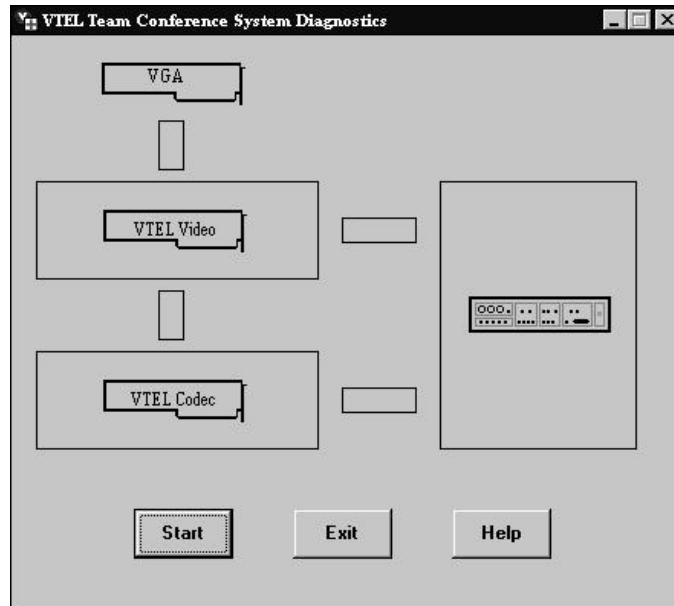 VTEL Team Conference System Diagnostics
VGA
VTEL Video
VTEL Codec
Start
Exit
Help